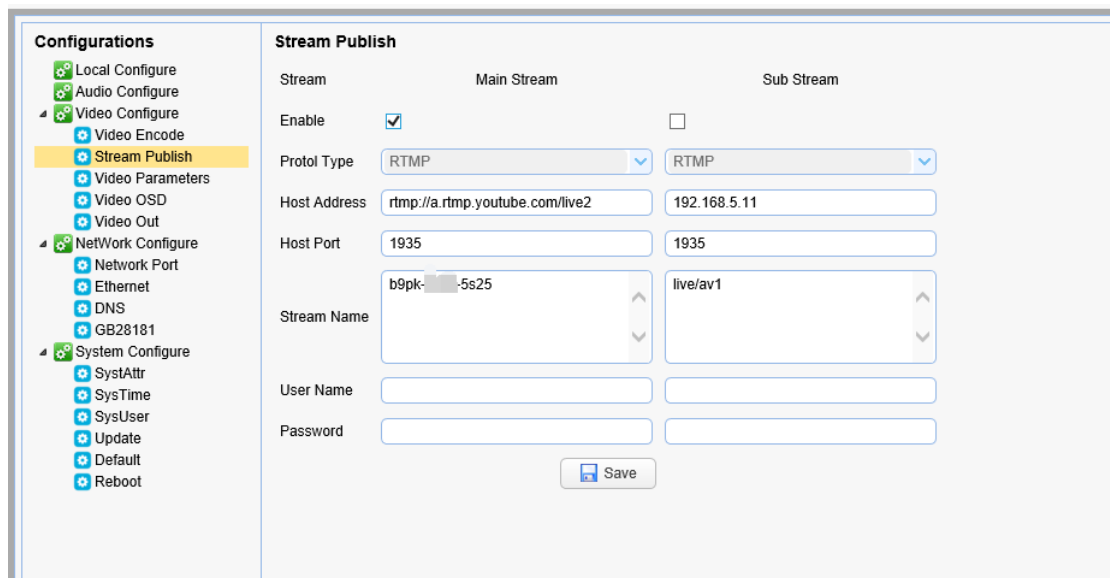 Configurations
Local Configure
Audio Configure
Video Configure
Video Encode
Stream Publish
Video Parameters
Video OSD
Video Out
NetWork Configure
Network Port
Ethernet
DNS
GB28181
System Configure
SystAttr
SysTime
SysUser
Update
Default
Reboot
Stream Publish
Stream Main Stream Sub Stream
Enable
Protol Type RTMP RTMP
Host Address rtmp://a.rtmp.youtube.com/live2 192.168.5.11
Host Port 1935 1935
Stream Name b9pk- -5s25 live/av1
User Name
Password
Save